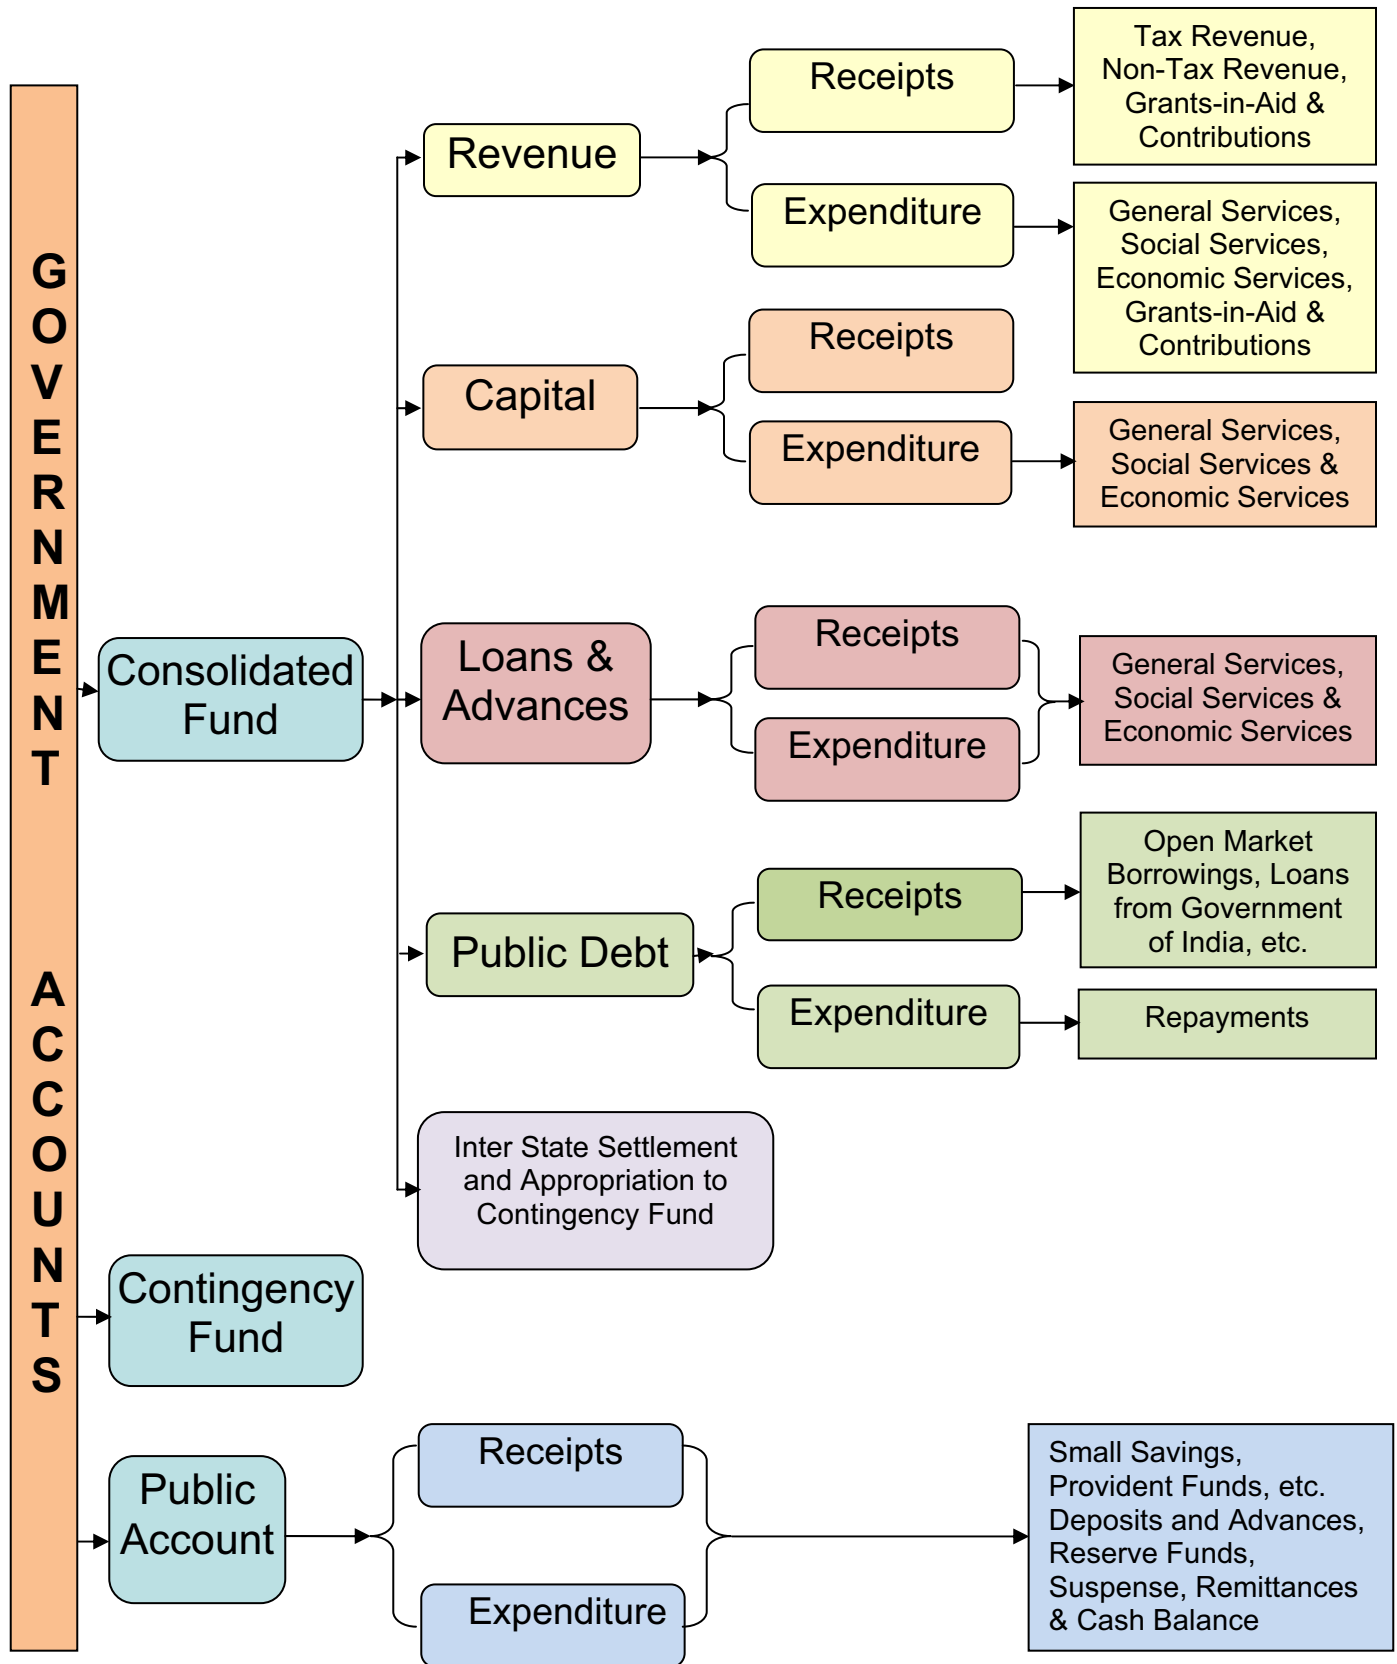 GOVERNMENT ACCOUNTS
Consolidated
Fund
Revenue
Receipts
Tax Revenue,
Non-Tax Revenue,
Grants-in-Aid &
Contributions
Expenditure
General Services,
Social Services,
Economic Services,
Grants-in-Aid &
Contributions
Capital
Receipts
Expenditure
General Services,
Social Services &
Economic Services
Loans &
Advances
Receipts
Expenditure
General Services,
Social Services &
Economic Services
Public Debt
Receipts
Open Market
Borrowings, Loans
from Government
of India, etc.
Expenditure
Repayments
Inter State Settlement
and Appropriation to
Contingency Fund
Contingency
Fund
Public
Account
Receipts
Expenditure
Small Savings,
Provident Funds, etc.
Deposits and Advances,
Reserve Funds,
Suspense, Remittances
& Cash Balance